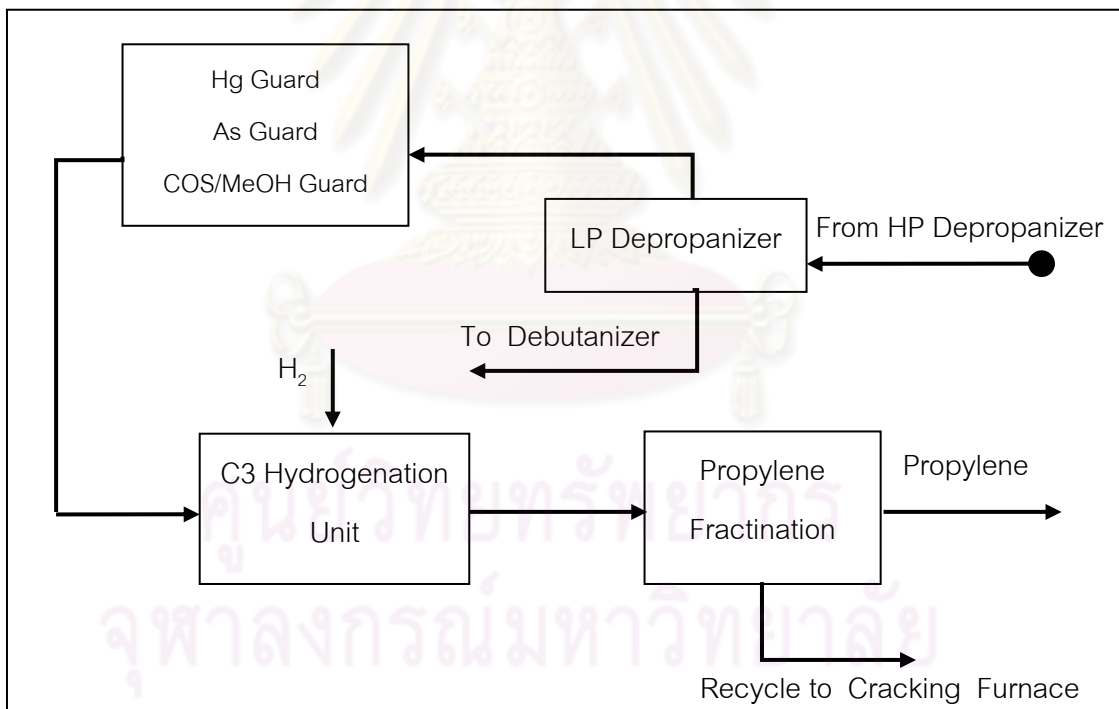 Hg Guard
As Guard
COS/MeOH Guard
LP Depropanizer
From HP Depropanizer
To Debutanizer
H2
C3 Hydrogenation
Unit
Propylene
Fractination
Propylene
Recycle to Cracking Furnace
ศูนย์วิทยทรัพยากร
จุฬาลงกรณ์มหาวิทยาลัย